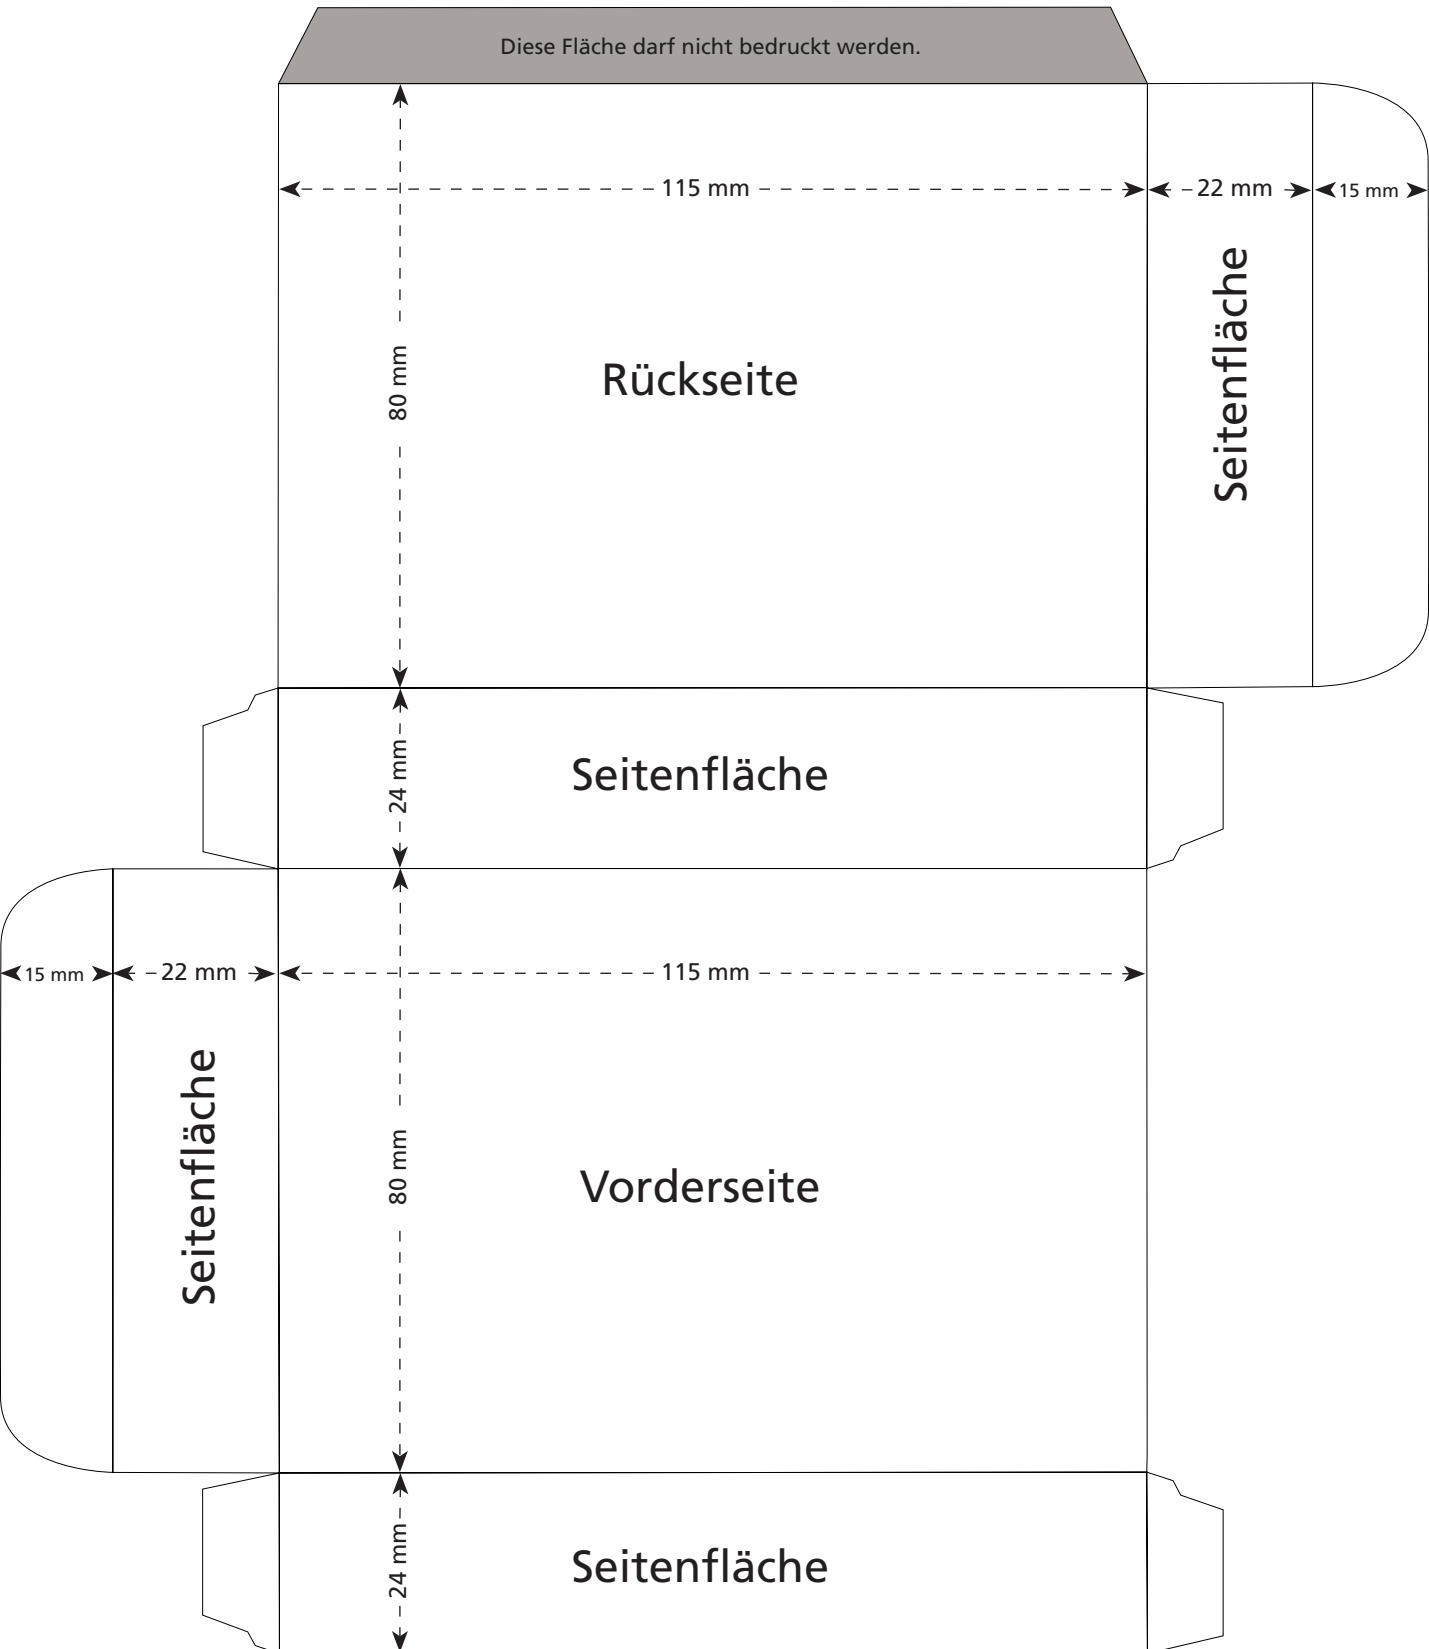 Diese Fläche darf nicht bedruckt werden.
115 mm
22 mm
15 mm
80 mm
Rückseite
Seitenfläche
24 mm
Seitenfläche
15 mm
22 mm
115 mm
Seitenfläche
80 mm
Vorderseite
24 mm
Seitenfläche